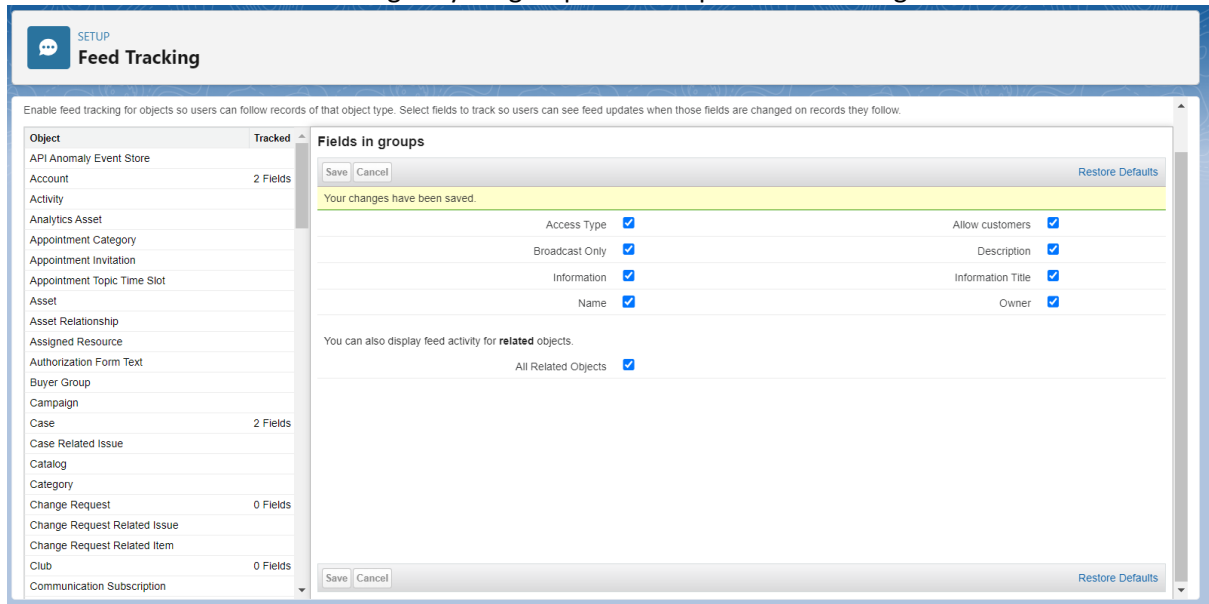 SETUP
Feed Tracking
Enable feed tracking for objects so users can follow records of that object type. Select fields to track so users can see feed updates when those fields are changed on records they follow.
Object Tracked
API Anomaly Event Store
Account 2 Fields
Activity
Analytics Asset
Appointment Category
Appointment Invitation
Appointment Topic Time Slot
Asset
Asset Relationship
Assigned Resource
Authorization Form Text
Buyer Group
Campaign
Case 2 Fields
Case Related Issue
Catalog
Category
Change Request 0 Fields
Change Request Related Issue
Change Request Related Item
Club 0 Fields
Communication Subscription
Fields in groups
Save Cancel Restore Defaults
Your changes have been saved.
Access Type Allow customers
Broadcast Only Description
Information Information Title
Name Owner
You can also display feed activity for related objects.
All Related Objects
Save Cancel Restore Defaults